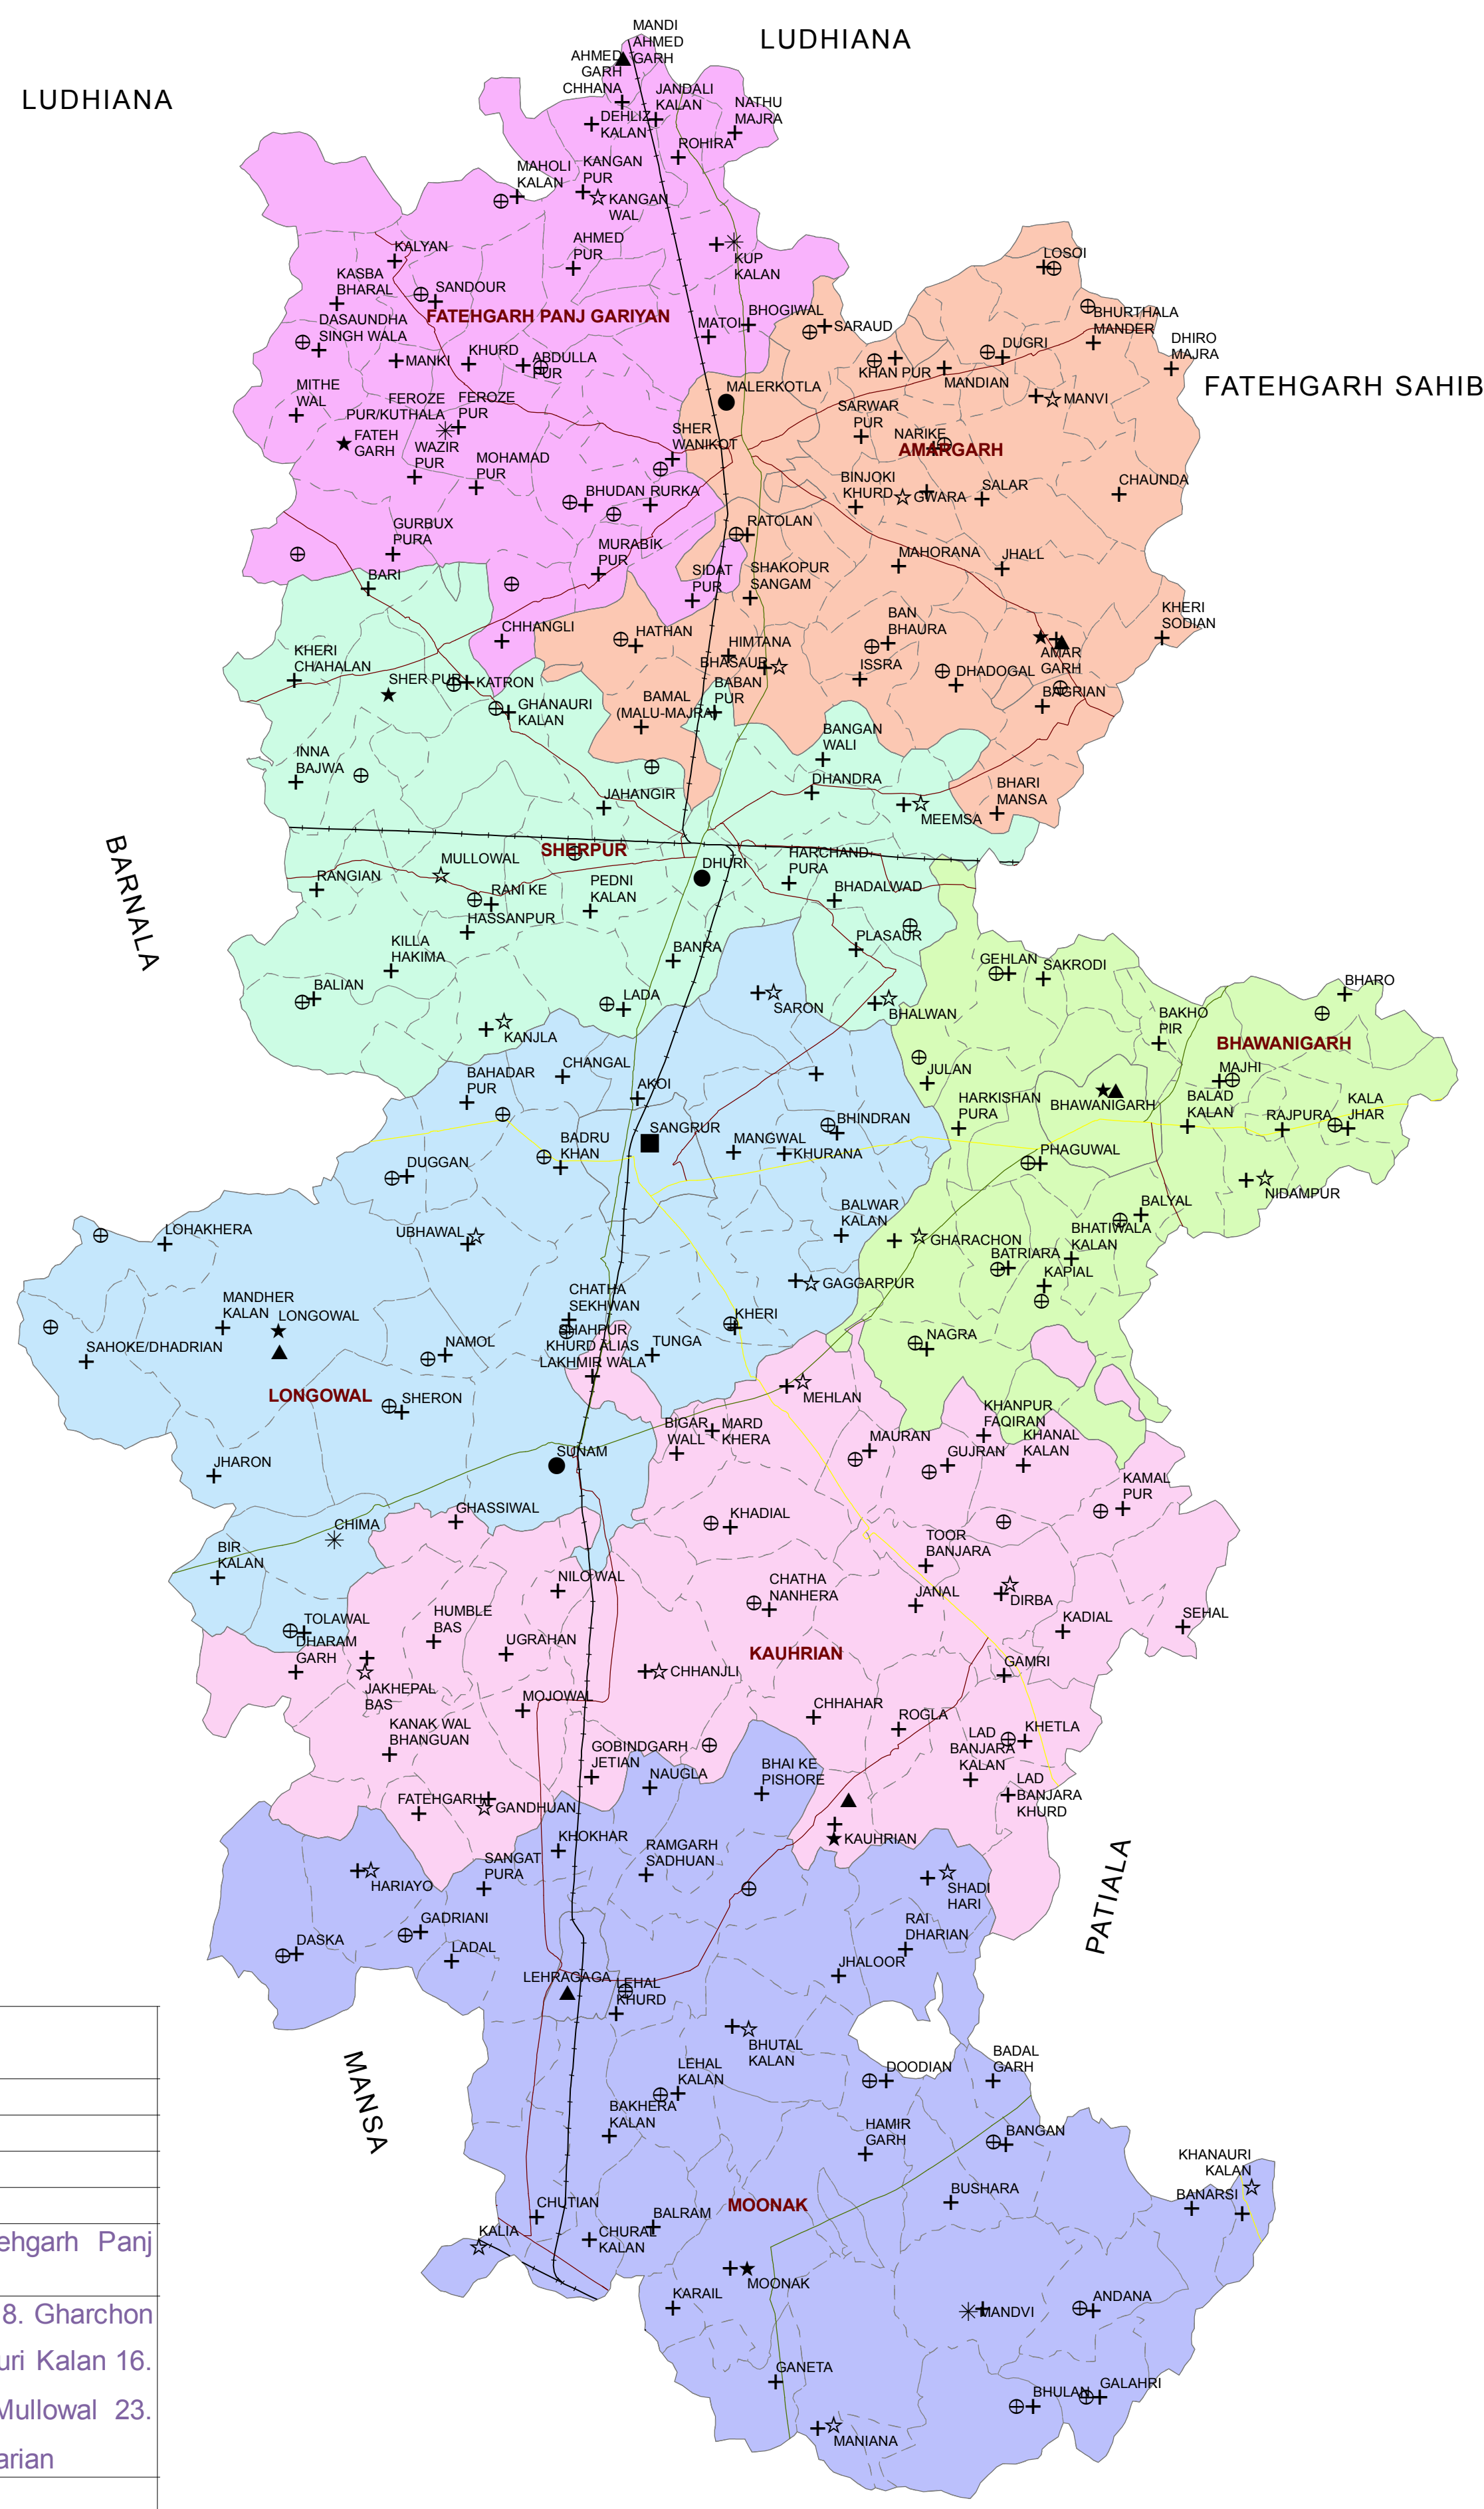 LUDHIANA
LUDHIANA
MANDI
AHMED
GARH
AHMED
GARH
CHHANA
JANDALI
KALAN
NATHU
MAJRA
DEHLIZ
KALAN
ROHIRA
MAHOLI
KALAN
KANGAN
PUR
KANGAN
WAL
AHMED
PUR
KUP
KALAN
KALYAN
LOSOI
KASBA
BHARAL
SANDOUR
FATEHGARH PANJ GARIYAN
DASAUNDHA
SINGH WALA
MATOI
BHOGIWAL
SARAUD
BHURTHALA
MANDER
DHIRO
MAJRA
DUGRI
MANKI
KHURD
ABDULLA
PUR
KHAN PUR
MANDIAN
FATEHGARH SAHIB
MITHE
WAL
MALERKOTLA
MANVI
FEROZE
PUR/KUTHALA
FEROZE
PUR
SARWAR
PUR
FATEH
GARH
WAZIR
PUR
SHER
WANIKOT
NARIKE
AMARGARH
MOHAMAD
PUR
BINJOKI
KHURD
GWARA
SALAR
CHAUNDA
BHUDAN
RURKA
GURBUX
PURA
RATOLAN
MURABIK
PUR
MAHORANA
JHALL
BARI
SIDAT
PUR
SHAKOPUR
SANGAM
CHHANGLI
HATHAN
HIMTANA
BAN
BHAURA
KHERI
SODIAN
KHERI
CHAHALAN
BHASAUR
ISSRA
DHADOGAL
AMAR
GARH
SHER PUR
KATRON
BABAN
PUR
BAGRIAN
GHANAURI
KALAN
BAMAL
(MALU-MAJRA)
BANGAN
WALI
INNA
BAJWA
DHANDRA
BHARI
MANSA
JAHANGIR
MEEMSA
BARNALA
SHERPUR
MULLOWAL
DHURI
HARCHAND
PURA
RANGIAN
RANI KE
PEDNI
KALAN
BHADALWAD
HASSANPUR
KILLA
HAKIMA
BANRA
PLASAUR
GEHLAN
SAKRODI
BHARO
BALIAN
LADA
SARON
BHALWAN
BAKHO
PIR
KANJLA
BHAWANIGARH
CHANGAL
BAHADAR
PUR
JULAN
MAJHI
AKOI
HARKISHAN
PURA
BHAWANIGARH
BALAD
KALAN
RAJPURA
KALA
JHAR
SANGRUR
BHINDRAN
BADRU
KHAN
MANGWAL
KHURANA
PHAGUWAL
DUGGAN
NIDAMPUR
BALYAL
LOHAKHERA
UBHAWAL
BALWAR
KALAN
GHARACHON
BHATIWALA
KALAN
BATRIARA
KAPIAL
GAGGARPUR
MANDHER
KALAN
LONGOWAL
CHATHA
SEKHWAN
KHERI
SAHOKE/DHADRIAN
NAMOL
SHAHPUR
KHURD ALIAS
LAKHMIR WALA
TUNGA
NAGRA
LONGOWAL
SHERON
MEHLAN
KHANPUR
FAQIRAN
BIGAR
WALL
MARD
KHERA
MAURAN
KHANAL
KALAN
GUJRAN
SUNAM
JHARON
KAMAL
PUR
GHASSIWAL
KHADIAL
CHIMA
BIR
KALAN
TOOR
BANJARA
NILO WAL
CHATHA
NANHERA
JANAL
DIRBA
TOLAWAL
HUMBLE
BAS
KADIAL
SEHAL
DHARAM
GARH
UGRAHAN
KAUHRIAN
JAKHEPAL
BAS
CHHANJLI
GAMRI
MOJOWAL
CHHAHAR
KANAK WAL
BHANGUAN
ROGLA
LAD
BANJARA
KALAN
KHETLA
GOBINDGARH
JETIAN
NAUGLA
BHAI KE
PISHORE
LAD
BANJARA
KHURD
FATEHGARH
GANDHUAN
KAUHRIAN
PATIALA
KHOKHAR
RAMGARH
SADHUAN
SANGAT
PURA
HARIAYO
SHADI
HARI
GADRIANI
RAI
DHARIAN
DASKA
LADAL
JHALOOR
LEHRAGAGA
LEHAL
KHURD
BHUTAL
KALAN
MANSA
LEHAL
KALAN
DOODIAN
BADAL
GARH
BAKHERA
KALAN
HAMIR
GARH
BANGAN
KHANAURI
KALAN
BUSHARA
BANARSI
CHUTIAN
BALRAM
MOONAK
KALIA
CHURAL
KALAN
ehgarh Panj
MOONAK
KARAIL
MANDVI
ANDANA
8. Gharchon
uri Kalan 16.
GANETA
BHULAN
GALAHRI
Mullowal 23.
MANIANA
arian